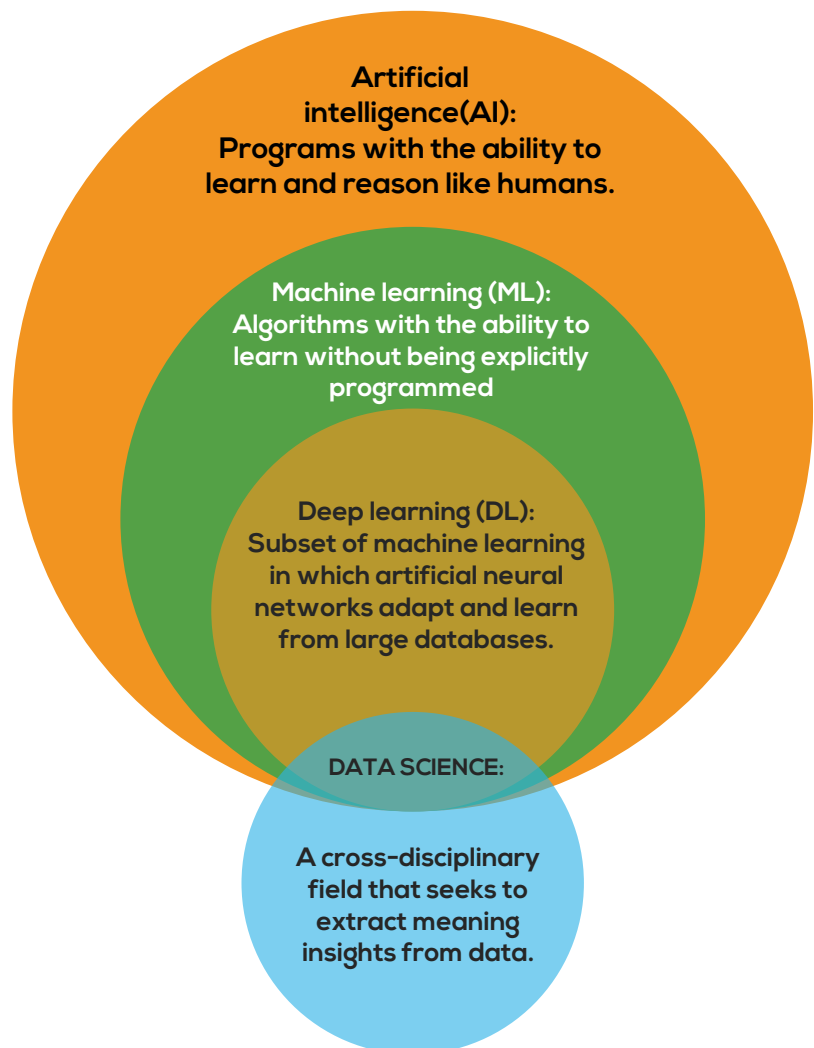 Artificial
intelligence(AI):
Programs with the ability to
learn and reason like humans.
Machine learning (ML):
Algorithms with the ability to
learn without being explicitly
programmed
Deep learning (DL):
Subset of machine learning
in which artificial neural
networks adapt and learn
from large databases.
DATA SCIENCE:
A cross-disciplinary
field that seeks to
extract meaning
insights from data.